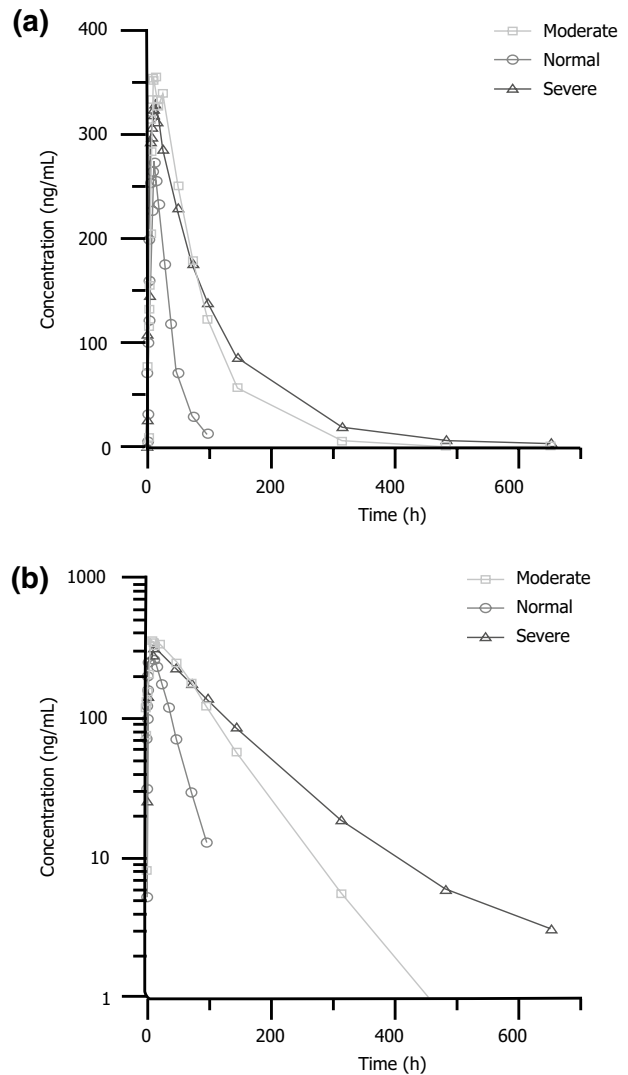 (a)
400
300
200
100
0
Concentration (ng/mL)
0
200
400
600
Time (h)
Moderate
Normal
Severe
(b)
1000
100
10
1
Concentration (ng/mL)
0
200
400
600
Time (h)
Moderate
Normal
Severe